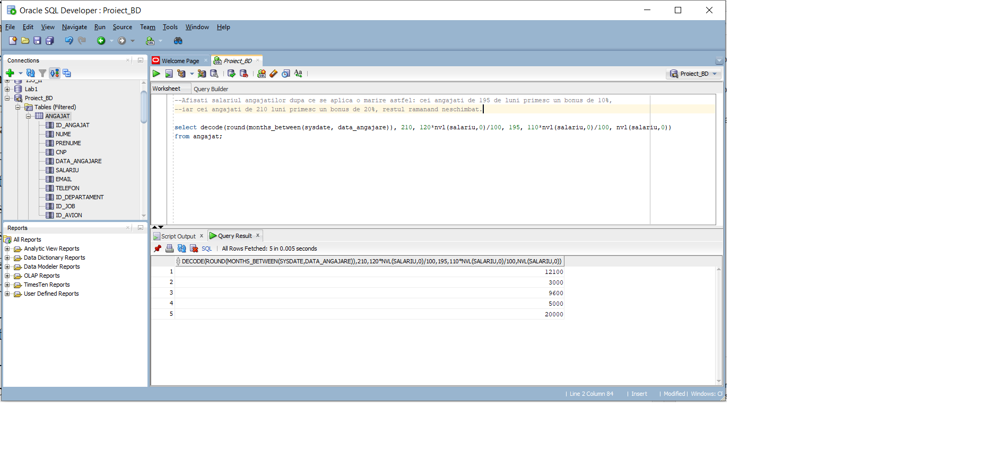 Oracle SQL Developer : Proiect_BD
File Edit View Navigate Run Source Team Tools Window Help
Connections
Lab1
Proiect_BD
Tables (Filtered)
ANGAJAT
ID_ANGAJAT
NUME
PRENUME
CNP
DATA_ANGAJARE
SALARIU
EMAIL
TELEFON
ID_DEPARTAMENT
ID_JOB
ID_AVION
Reports
All Reports
Analytic View Reports
Data Dictionary Reports
Data Modeler Reports
OLAP Reports
TimesTen Reports
User Defined Reports
Welcome Page Proiect_BD
Proiect_BD
Worksheet Query Builder
--Afisati salariul angajatilor dupa ce se aplica o marire astfel: cei angajati de 195 de luni primesc un bonus de 10%,
--iar cei angajati de 210 luni primesc un bonus de 20%, restul ramanand neschimbat.
select decode(round(months_between(sysdate, data_angajare)), 210, 120*nvl(salariu,0)/100, 195, 110*nvl(salariu,0)/100, nvl(salariu,0))
from angajat;
Script Output x Query Result x
SQL | All Rows Fetched: 5 in 0.005 seconds
DECODE(ROUND(MONTHS_BETWEEN(SYSDATE,DATA_ANGAJARE)),210,120*NVL(SALARIU,0)/100,195,110*NVL(SALARIU,0)/100,NVL(SALARIU,0))
1 12100
2 3000
3 9600
4 5000
5 20000
| Line 2 Column 84 | Insert | Modified | Windows: CF